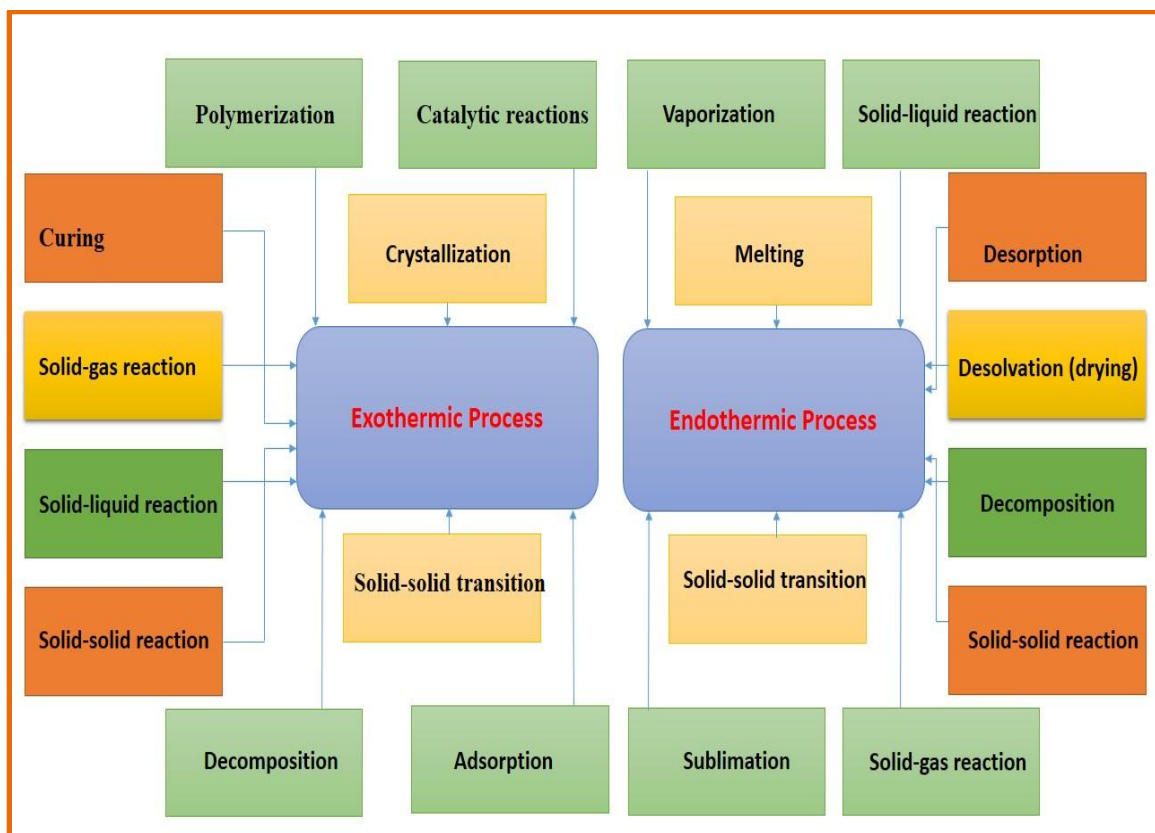 Polymerization
Catalytic reactions
Vaporization
Solid-liquid reaction
Curing
Crystallization
Melting
Desorption
Solid-gas reaction
Desolvation (drying)
Exothermic Process
Endothermic Process
Solid-liquid reaction
Decomposition
Solid-solid transition
Solid-solid transition
Solid-solid reaction
Solid-solid reaction
Decomposition
Adsorption
Sublimation
Solid-gas reaction